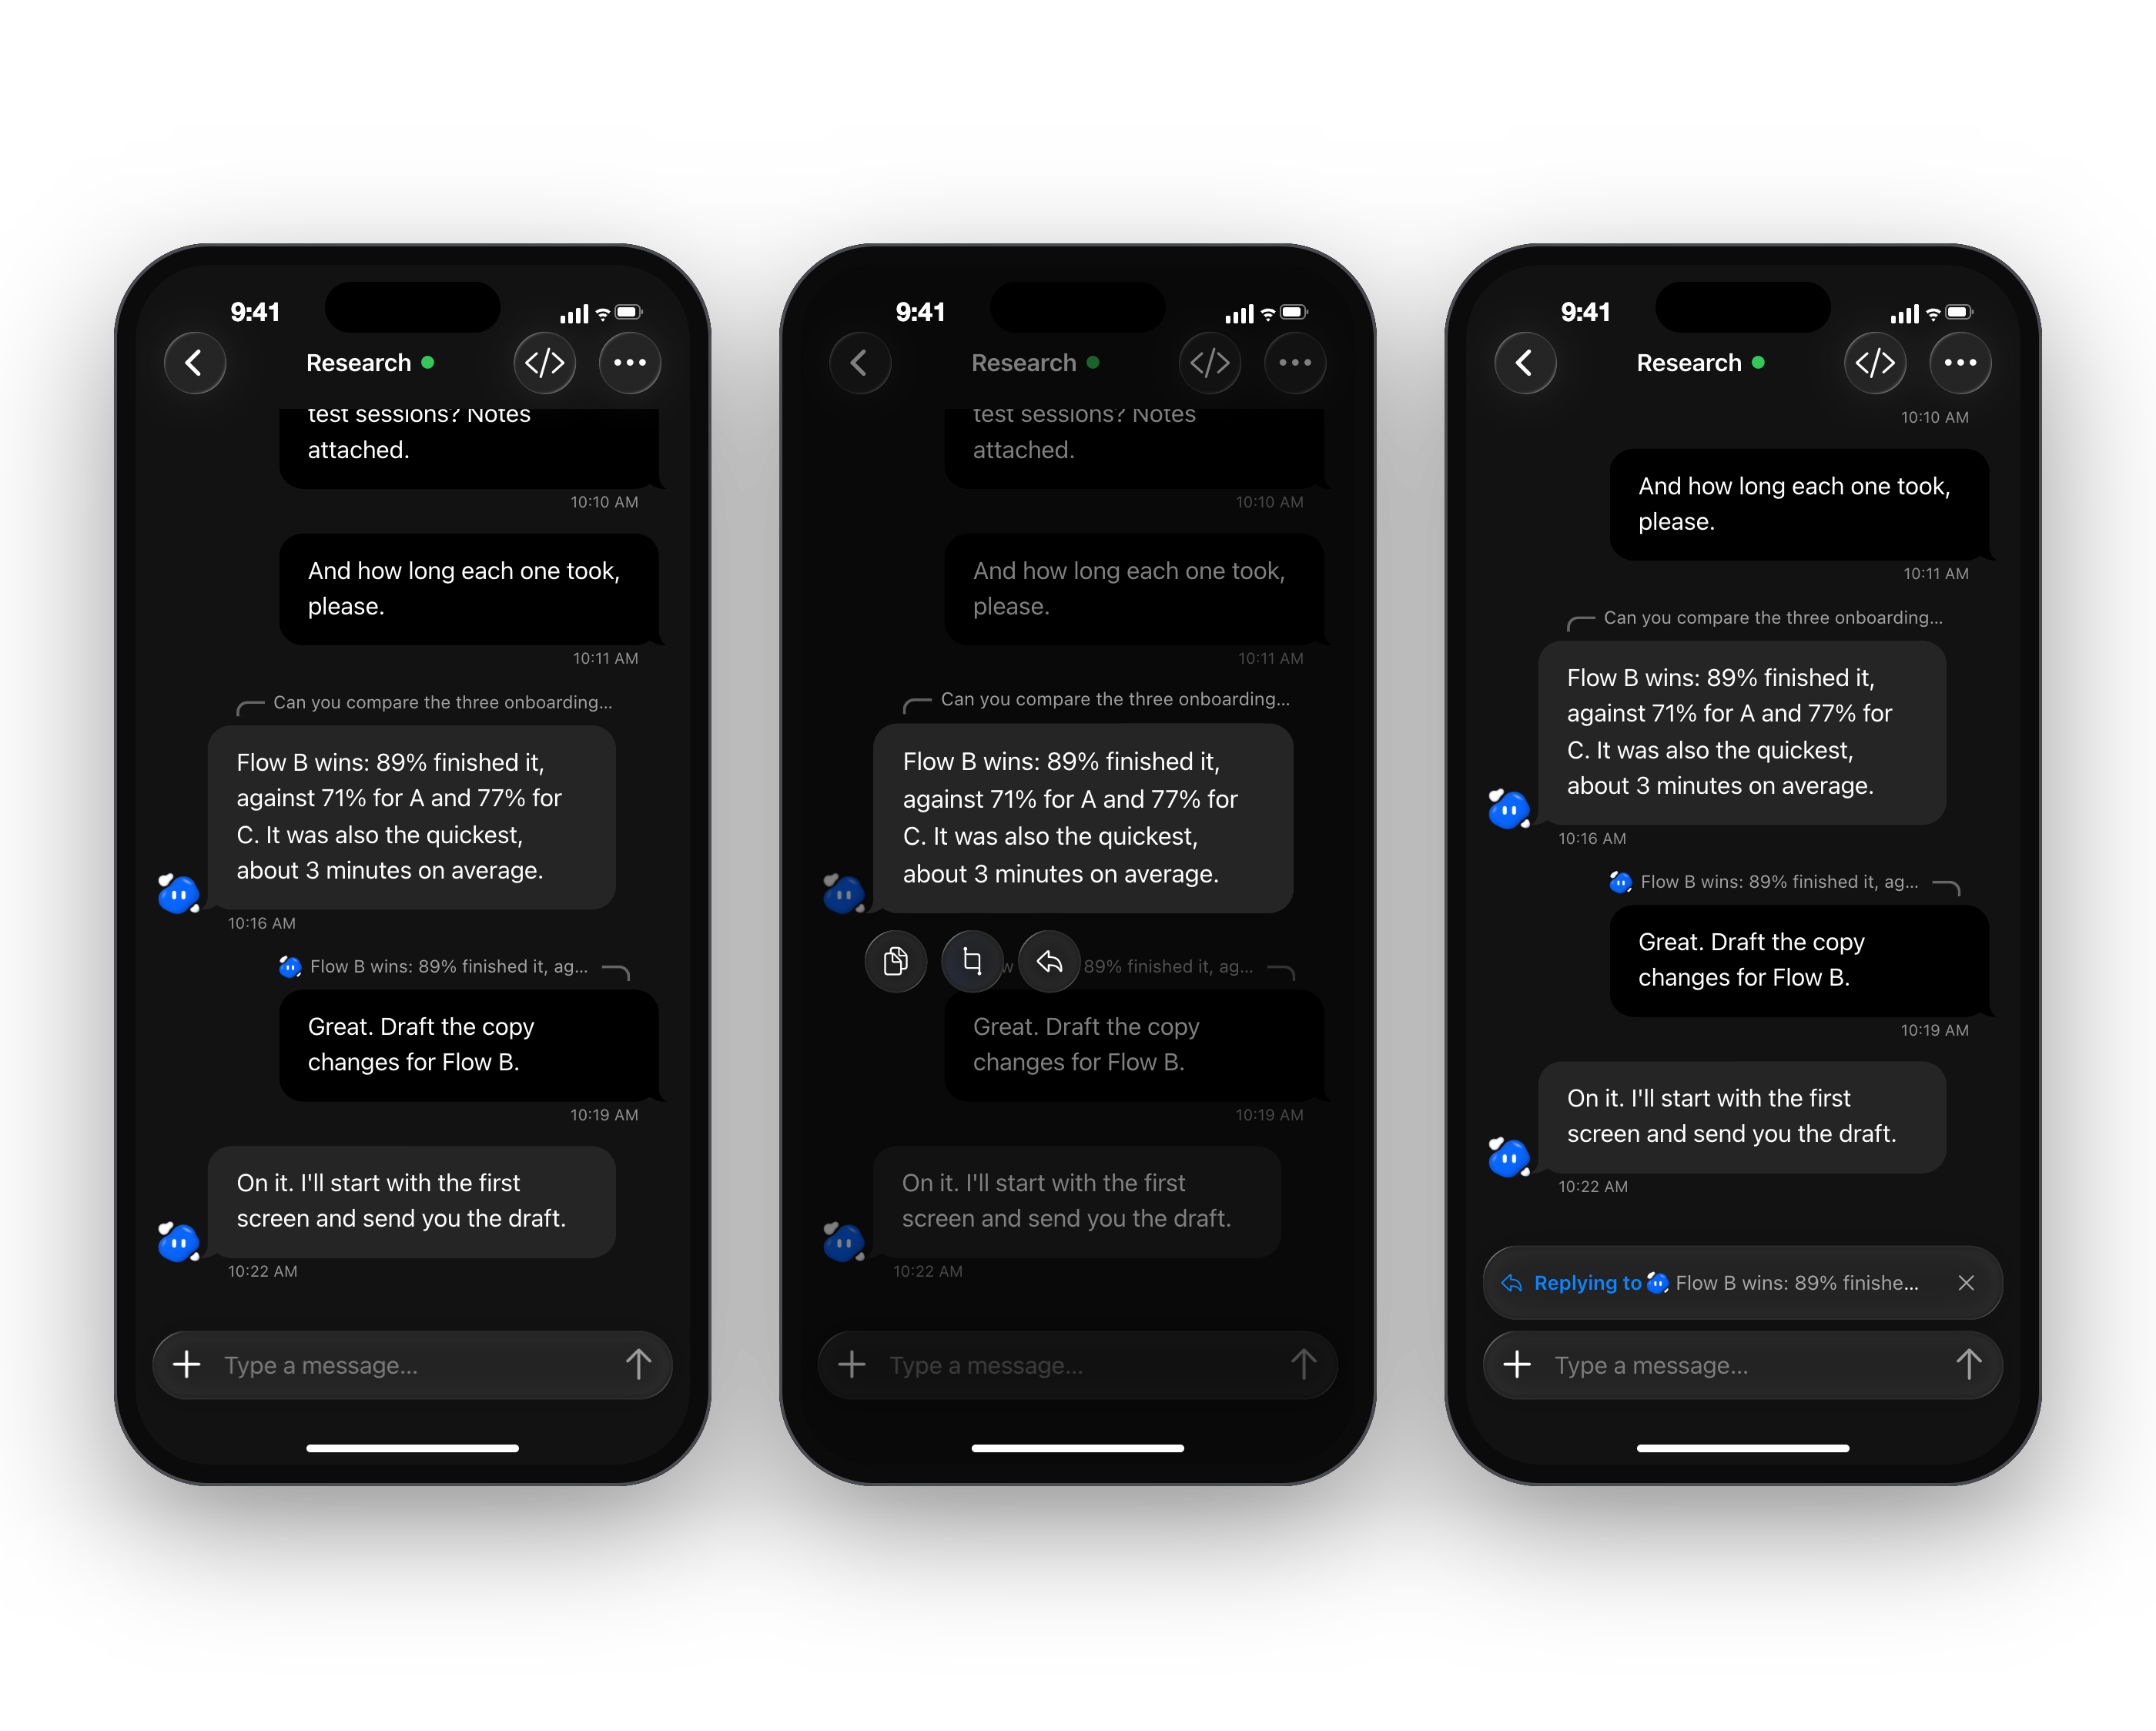 9:41
Research
test sessions? Notes
attached.
10:10 AM
And how long each one took,
please.
10:11 AM
Can you compare the three onboarding...
Flow B wins: 89% finished it,
against 71% for A and 77% for
C. It was also the quickest,
about 3 minutes on average.
10:16 AM
Flow B wins: 89% finished it, ag...
Great. Draft the copy
changes for Flow B.
10:19 AM
On it. I'll start with the first
screen and send you the draft.
10:22 AM
Type a message...
9:41
Research
test sessions? Notes
attached.
10:10 AM
And how long each one took,
please.
10:11 AM
Can you compare the three onboarding...
Flow B wins: 89% finished it,
against 71% for A and 77% for
C. It was also the quickest,
about 3 minutes on average.
89% finished it, ag...
Great. Draft the copy
changes for Flow B.
10:19 AM
On it. I'll start with the first
screen and send you the draft.
10:22 AM
Type a message...
9:41
Research
10:10 AM
And how long each one took,
please.
10:11 AM
Can you compare the three onboarding...
Flow B wins: 89% finished it,
against 71% for A and 77% for
C. It was also the quickest,
about 3 minutes on average.
10:16 AM
Flow B wins: 89% finished it, ag...
Great. Draft the copy
changes for Flow B.
10:19 AM
On it. I'll start with the first
screen and send you the draft.
10:22 AM
Replying to Flow B wins: 89% finishe...
Type a message...